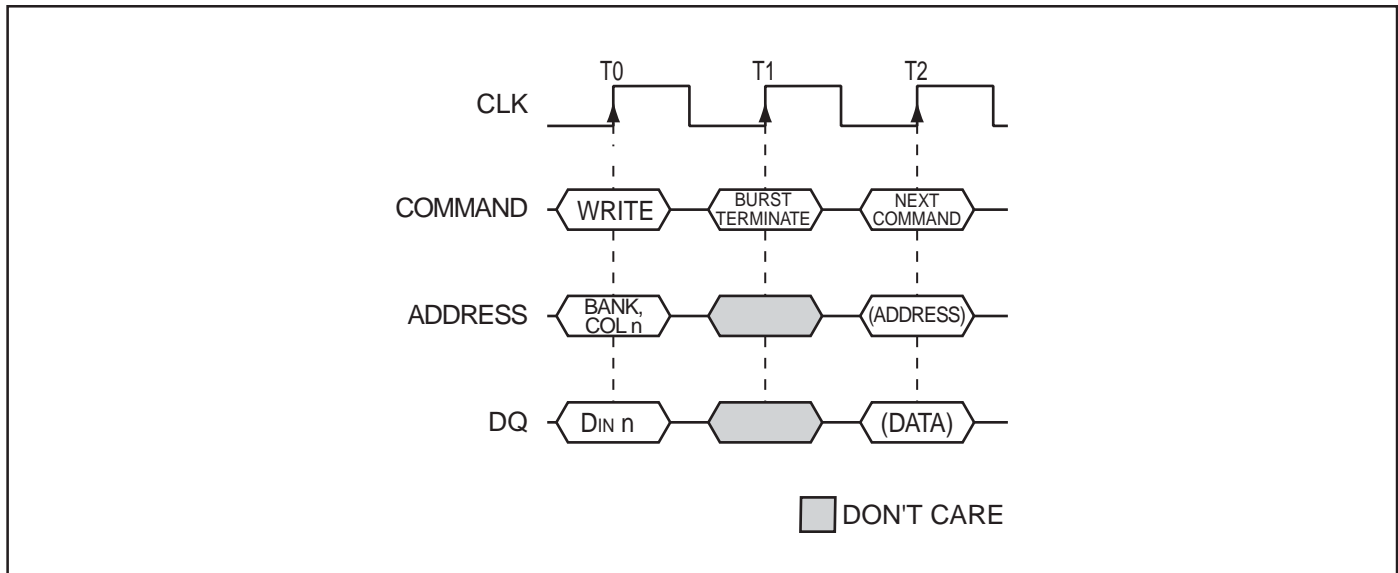 T0 T1 T2
CLK
COMMAND WRITE BURST TERMINATE NEXT COMMAND
ADDRESS BANK, COL n (ADDRESS)
DQ DIN n (DATA)
DON'T CARE